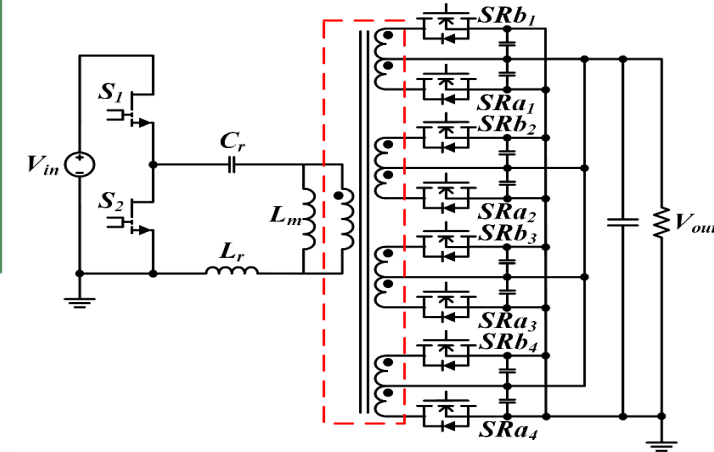 SRb1
S1
SRa1
SRb2
Cr
Vin
S2
Lm
SRa2
Vout
SRb3
Lr
SRa3
SRb4
SRa4